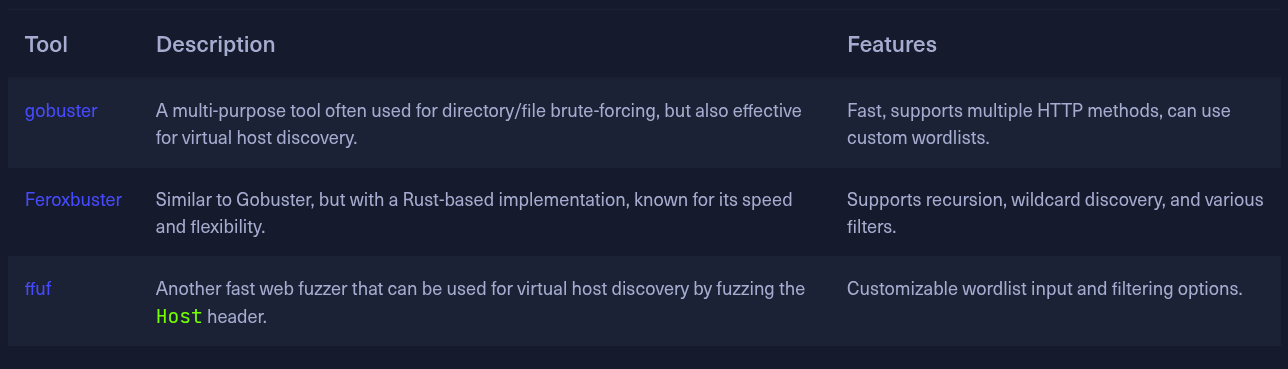 Tool Description Features
gobuster A multi-purpose tool often used for directory/file brute-forcing, but also effective Fast, supports multiple HTTP methods, can use
for virtual host discovery. custom wordlists.
Feroxbuster Similar to Gobuster, but with a Rust-based implementation, known for its speed Supports recursion, wildcard discovery, and various
and flexibility. filters.
ffuf Another fast web fuzzer that can be used for virtual host discovery by fuzzing the Customizable wordlist input and filtering options.
Host header.